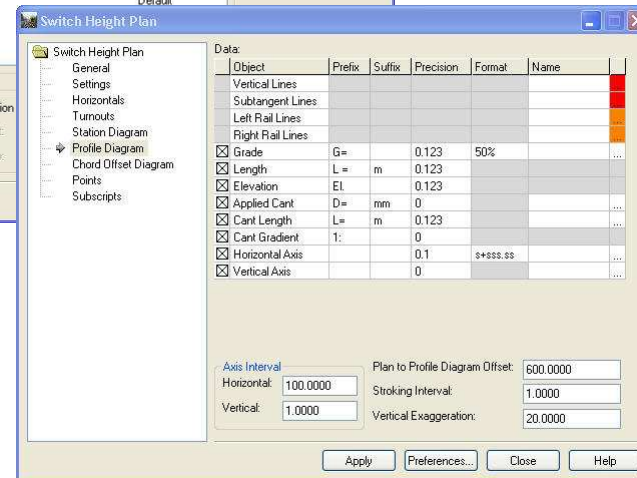 Default
Switch Height Plan
ion
Switch Height Plan
General
Settings
Horizontals
Turnouts
Station Diagram
Profile Diagram
Chord Offset Diagram
Points
Subscripts
Data:
Object Prefix Suffix Precision Format Name
Vertical Lines
Subtangent Lines
Left Rail Lines ...
Right Rail Lines ...
Grade G= 0.123 50% ...
Length L = m 0.123
Elevation El. 0.123
Applied Cant D= mm 0 ...
Cant Length L= m 0.123 ...
Cant Gradient 1: 0
Horizontal Axis 0.1 s+sss.ss ...
Vertical Axis 0 ...
Axis Interval
Horizontal: 100.0000
Vertical: 1.0000
Plan to Profile Diagram Offset: 600.0000
Stroking Interval: 1.0000
Vertical Exaggeration: 20.0000
Apply Preferences... Close Help